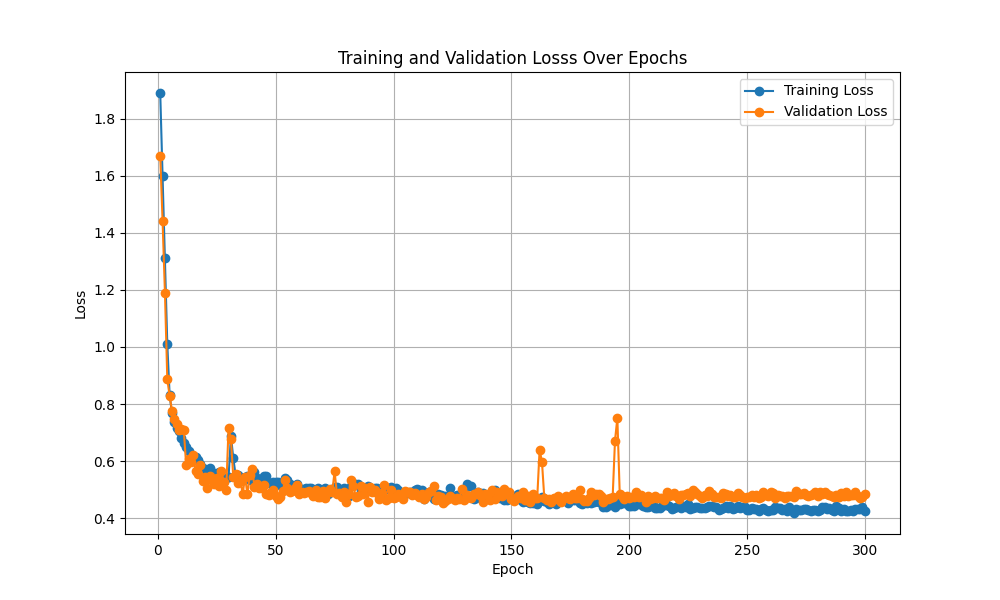 Training and Validation Losss Over Epochs
Training Loss
Validation Loss
1.8
1.6
1.4
1.2
1.0
0.8
0.6
0.4
Loss
0 50 100 150 200 250 300
Epoch